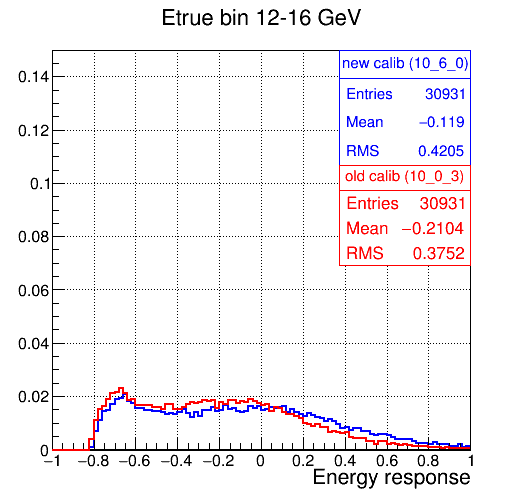 Etrue bin 12-16 GeV
new calib (10_6_0)
Entries 30931
Mean −0.119
RMS 0.4205
old calib (10_0_3)
Entries 30931
Mean −0.2104
RMS 0.3752
0.14
0.12
0.1
0.08
0.06
0.04
0.02
0
−1 −0.8 −0.6 −0.4 −0.2 0 0.2 0.4 0.6 0.8 1
Energy response